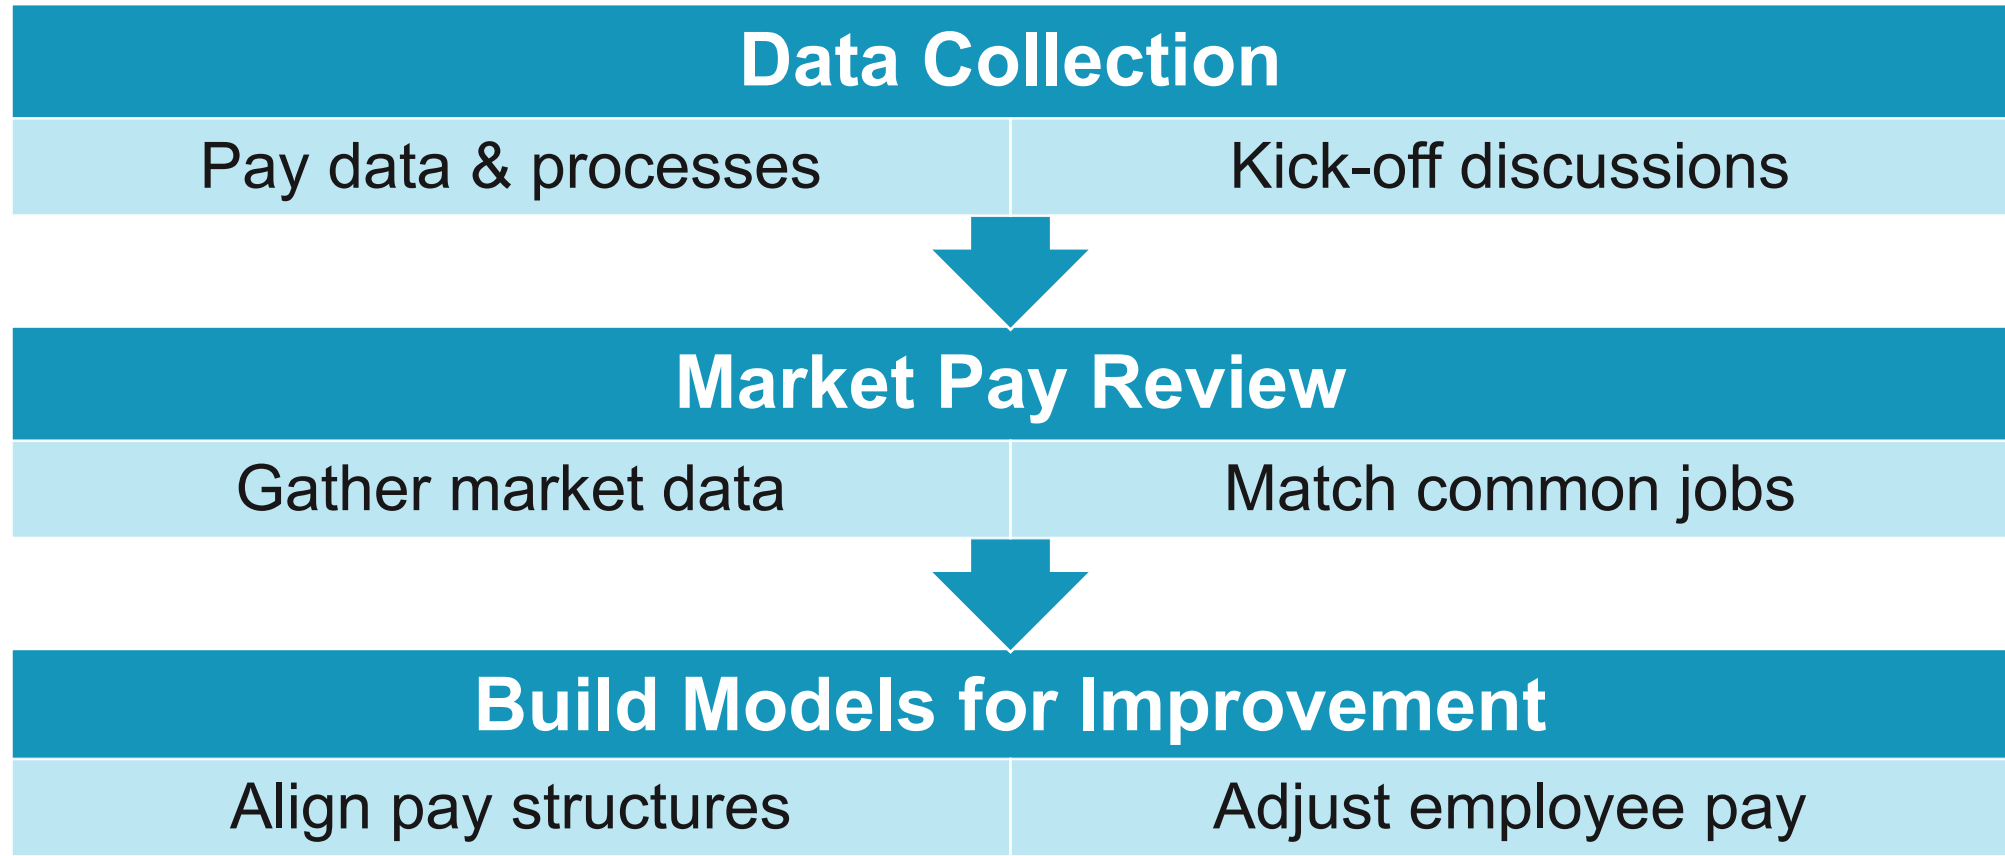 Data Collection
Pay data & processes
Kick-off discussions
Market Pay Review
Gather market data
Match common jobs
Build Models for Improvement
Align pay structures
Adjust employee pay